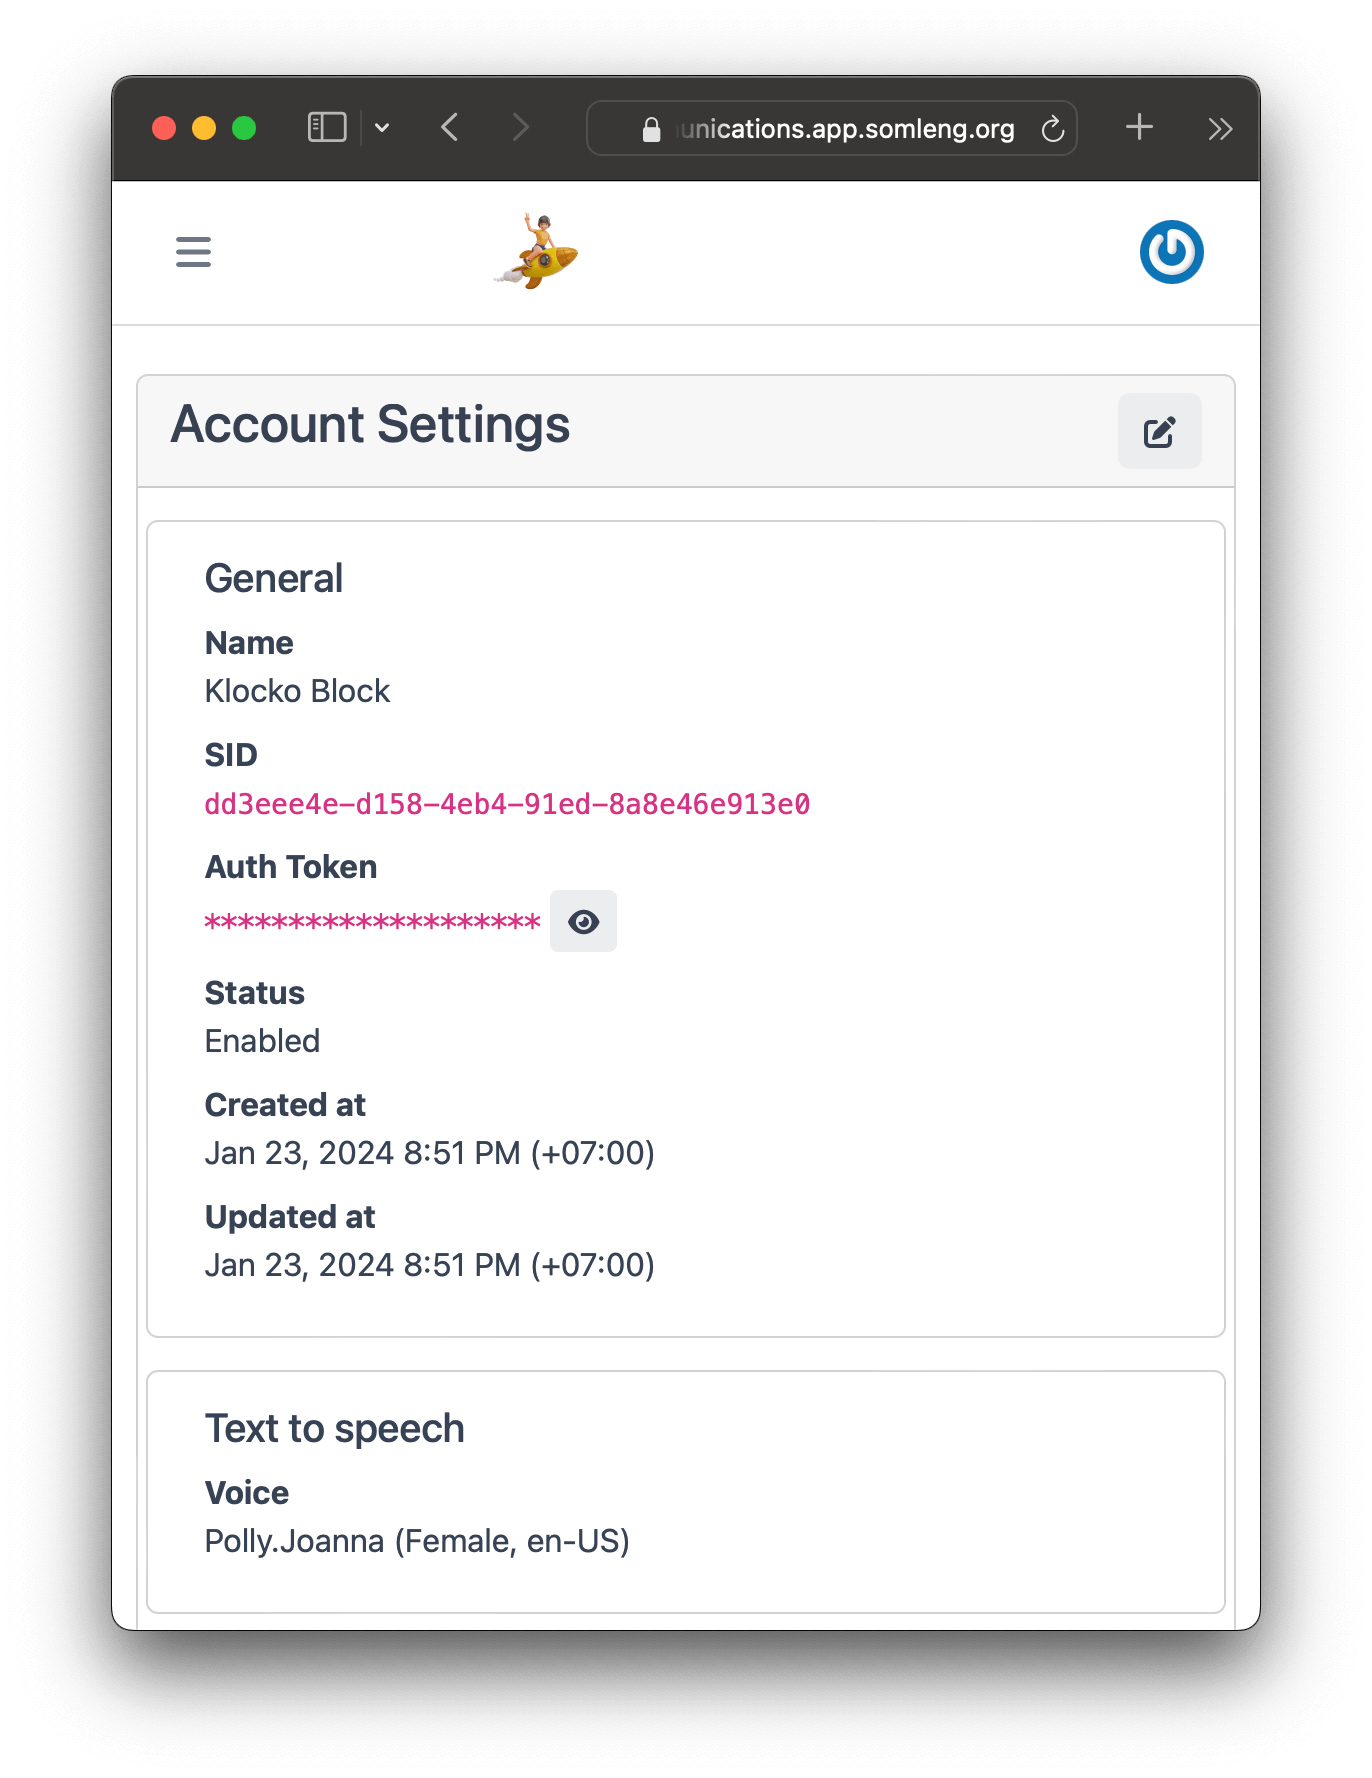 unications.app.somleng.org
Account Settings
General
Name
Klocko Block
SID
dd3eee4e-d158-4eb4-91ed-8a8e46e913e0
Auth Token
********************
Status
Enabled
Created at
Jan 23, 2024 8:51 PM (+07:00)
Updated at
Jan 23, 2024 8:51 PM (+07:00)
Text to speech
Voice
Polly.Joanna (Female, en-US)